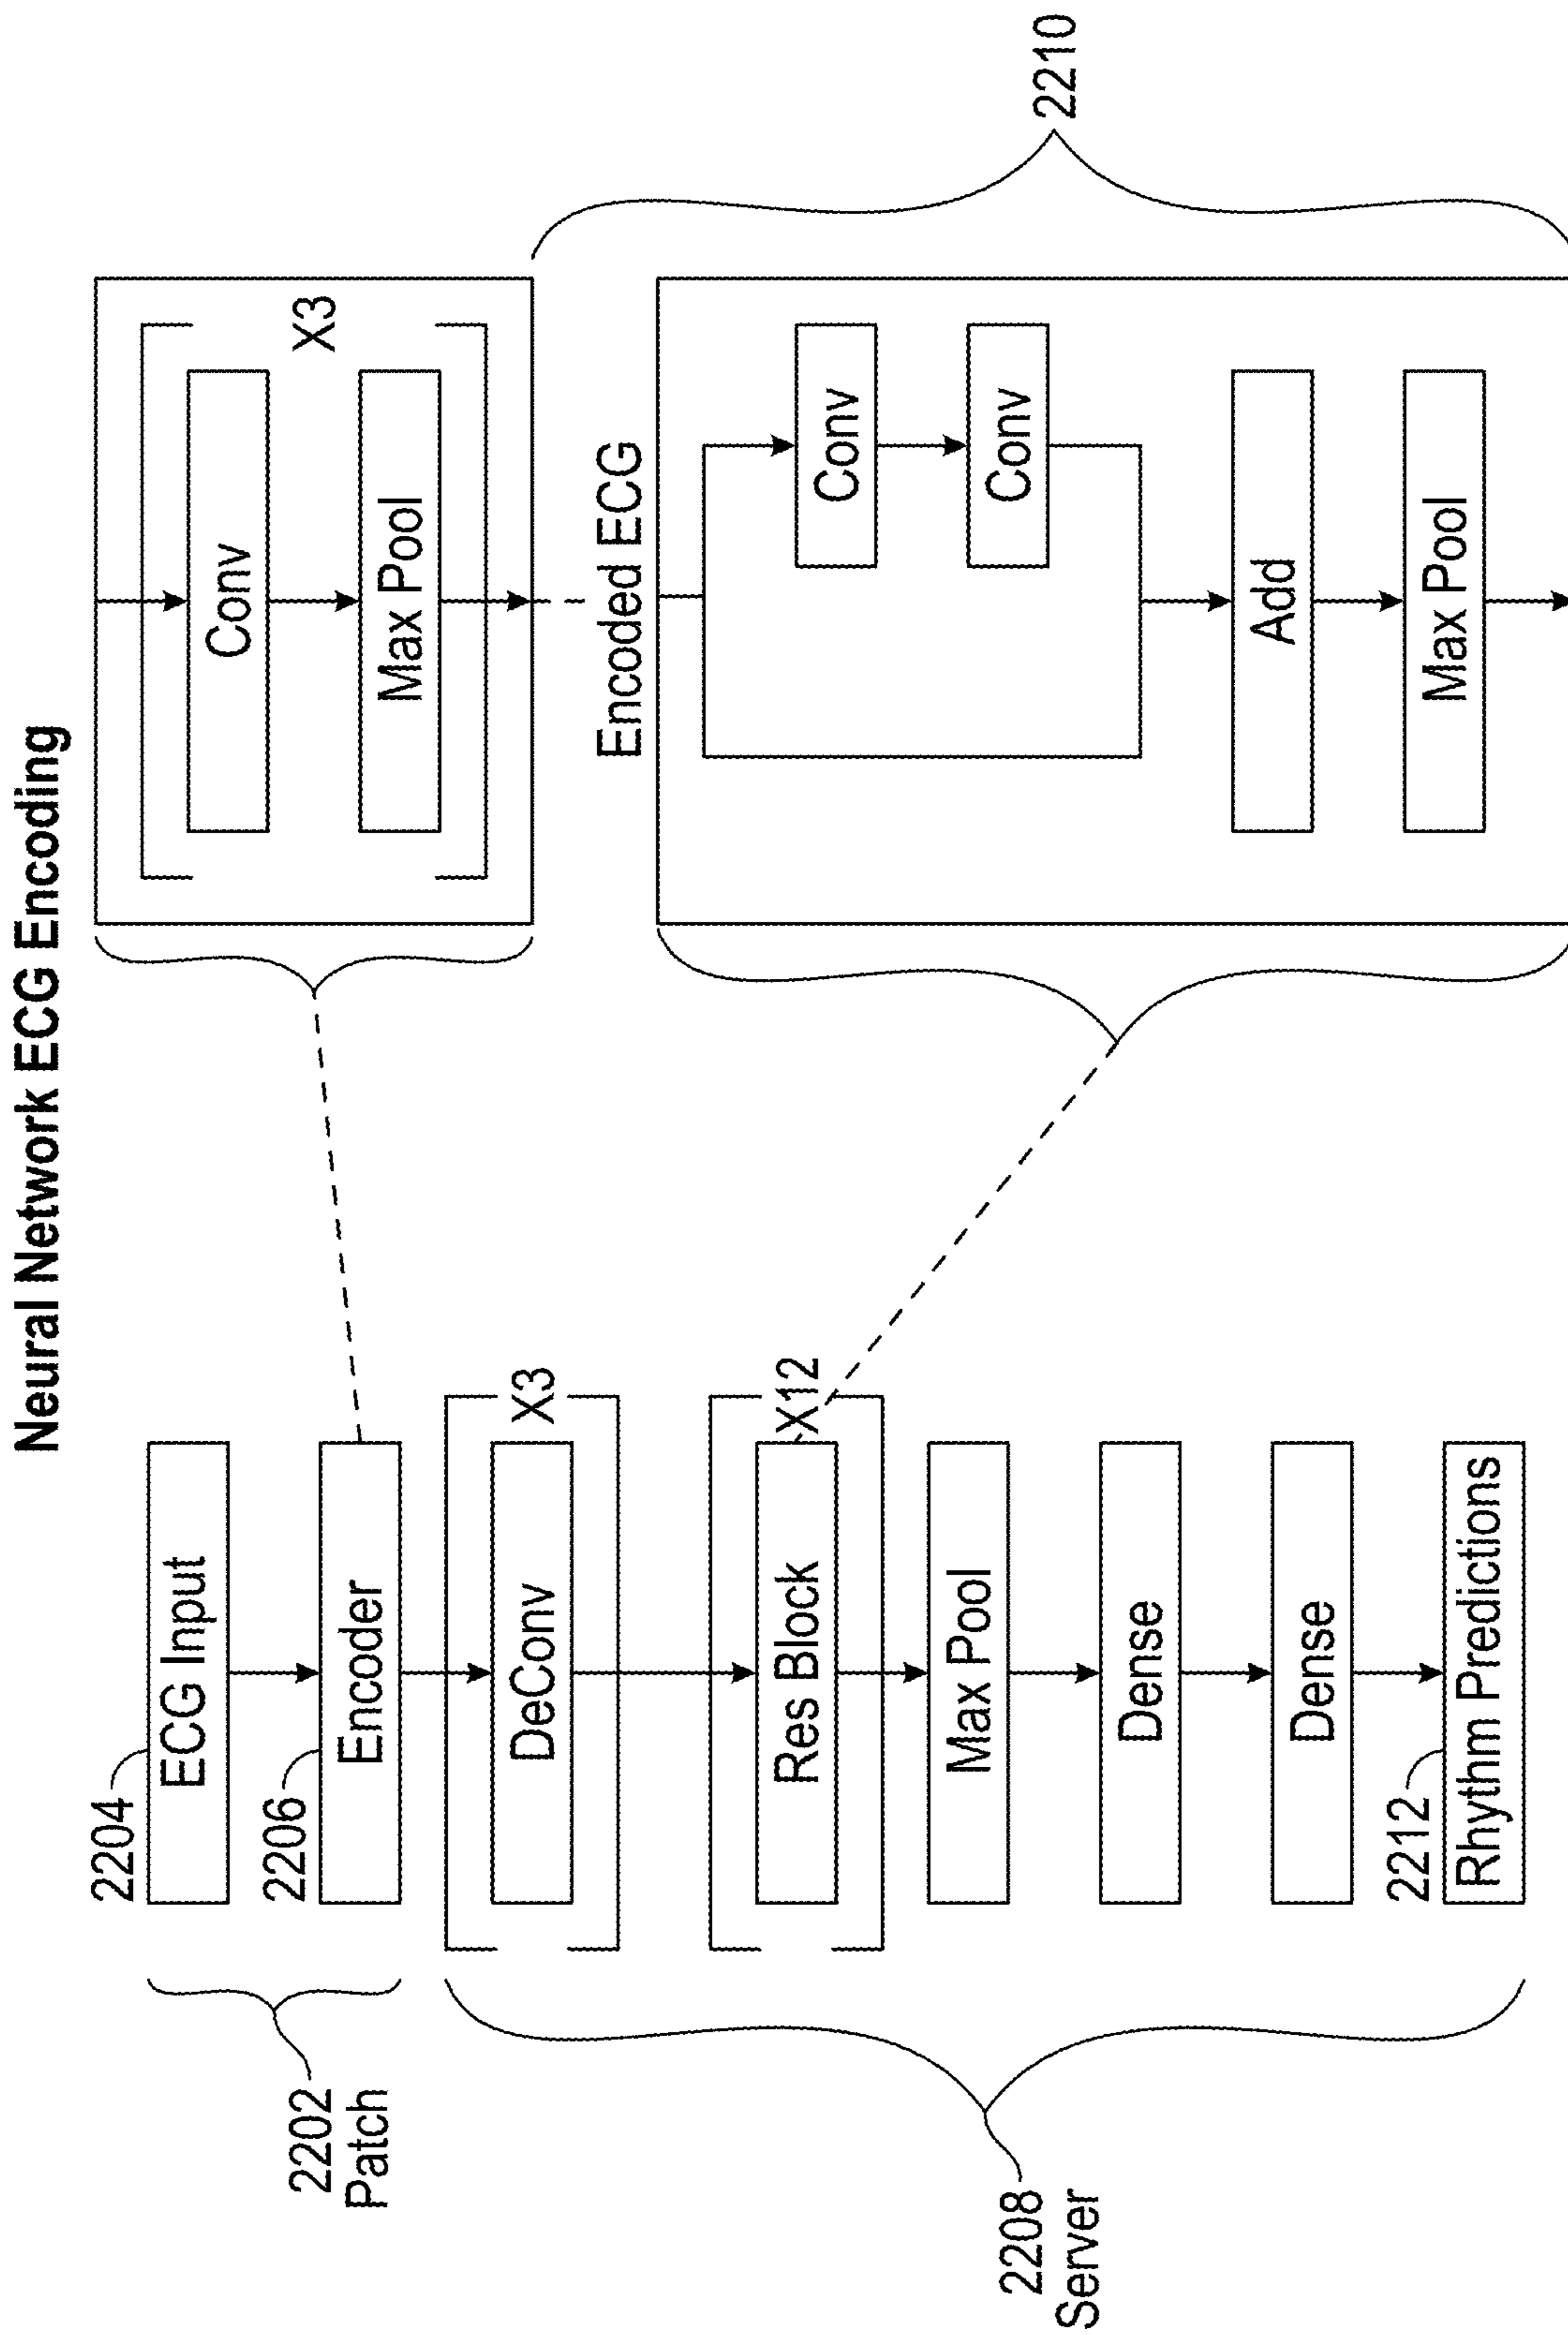 Neural Network ECG Encoding
2202
Patch
2204
ECG Input
2206
Encoder
2208
Server
DeConv
X3
Res Block
X12
Max Pool
Dense
Dense
2212
Rhythm Predictions
Conv
Max Pool
X3
Encoded ECG
Conv
Conv
Add
Max Pool
2210